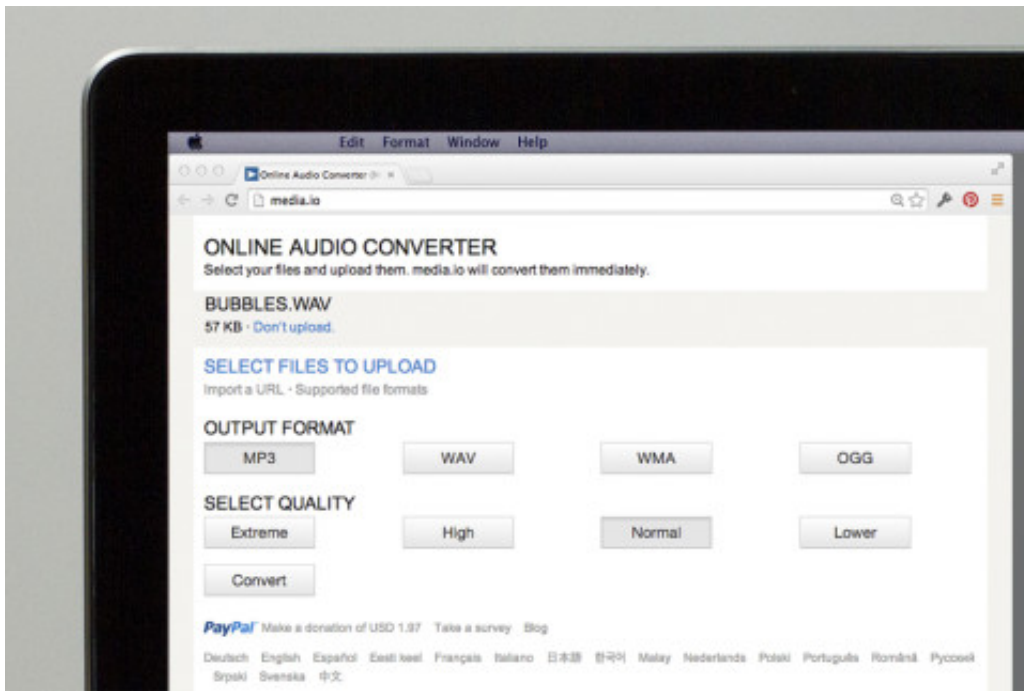 Edit Format Window Help
Online Audio Converter
media.io
ONLINE AUDIO CONVERTER
Select your files and upload them. media.io will convert them immediately.
BUBBLES.WAV
57 KB · Don't upload.
SELECT FILES TO UPLOAD
Import a URL · Supported file formats
OUTPUT FORMAT
MP3 WAV WMA OGG
SELECT QUALITY
Extreme High Normal Lower
Convert
PayPal Make a donation of USD 1.97 Take a survey Blog
Deutsch English Español Eesti keel Français Italiano 日本語 한국어 Malay Nederlands Polski Português Română Русский
Srpski Svenska 中文